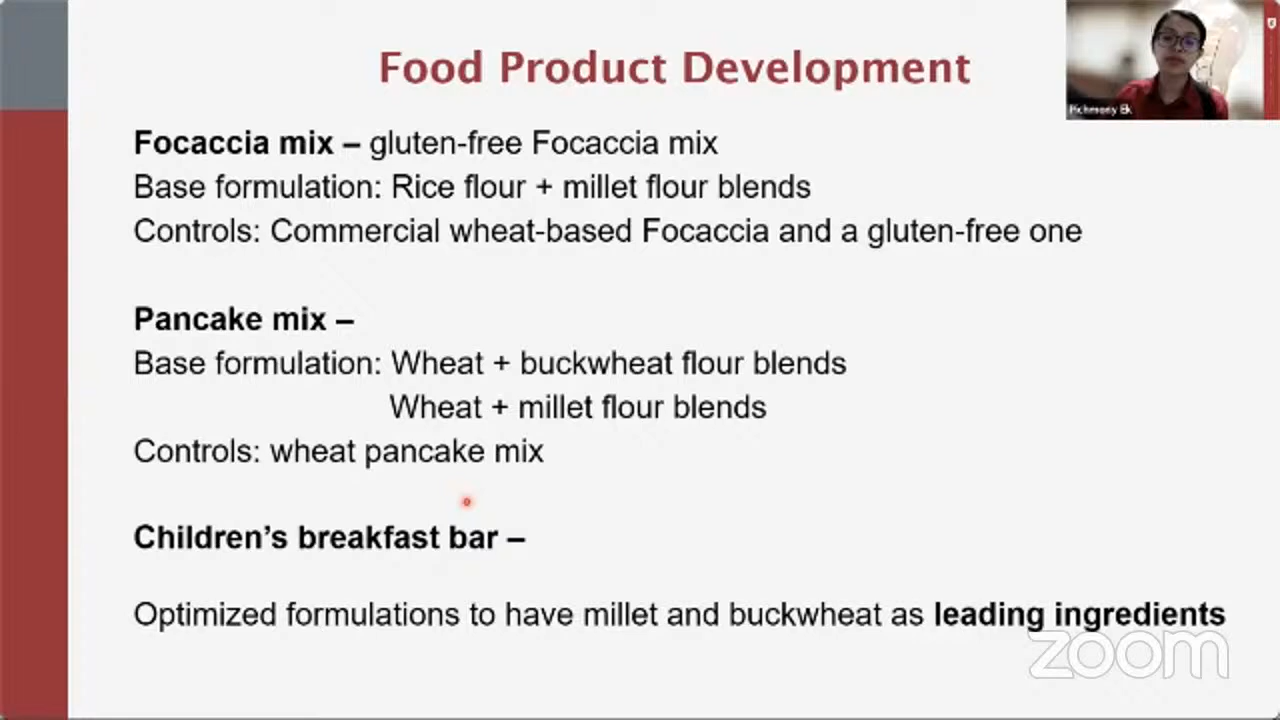 Food Product Development
Focaccia mix – gluten-free Focaccia mix
Base formulation: Rice flour + millet flour blends
Controls: Commercial wheat-based Focaccia and a gluten-free one
Pancake mix –
Base formulation: Wheat + buckwheat flour blends
Wheat + millet flour blends
Controls: wheat pancake mix
Children’s breakfast bar –
Optimized formulations to have millet and buckwheat as leading ingredients
zoom
Richmony Ek